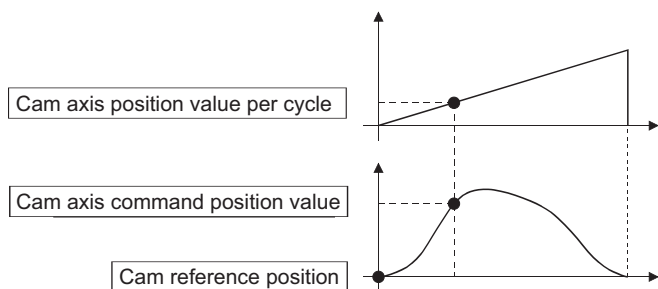 Cam axis position value per cycle
Cam axis command position value
Cam reference position